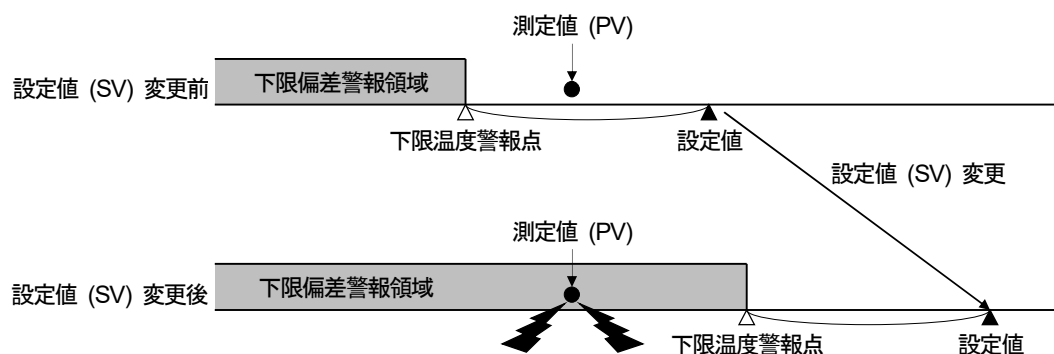 測定値 (PV)
設定値 (SV) 変更前
下限偏差警報領域
下限温度警報点
設定値
設定値 (SV) 変更
測定値 (PV)
設定値 (SV) 変更後
下限偏差警報領域
下限温度警報点
設定値